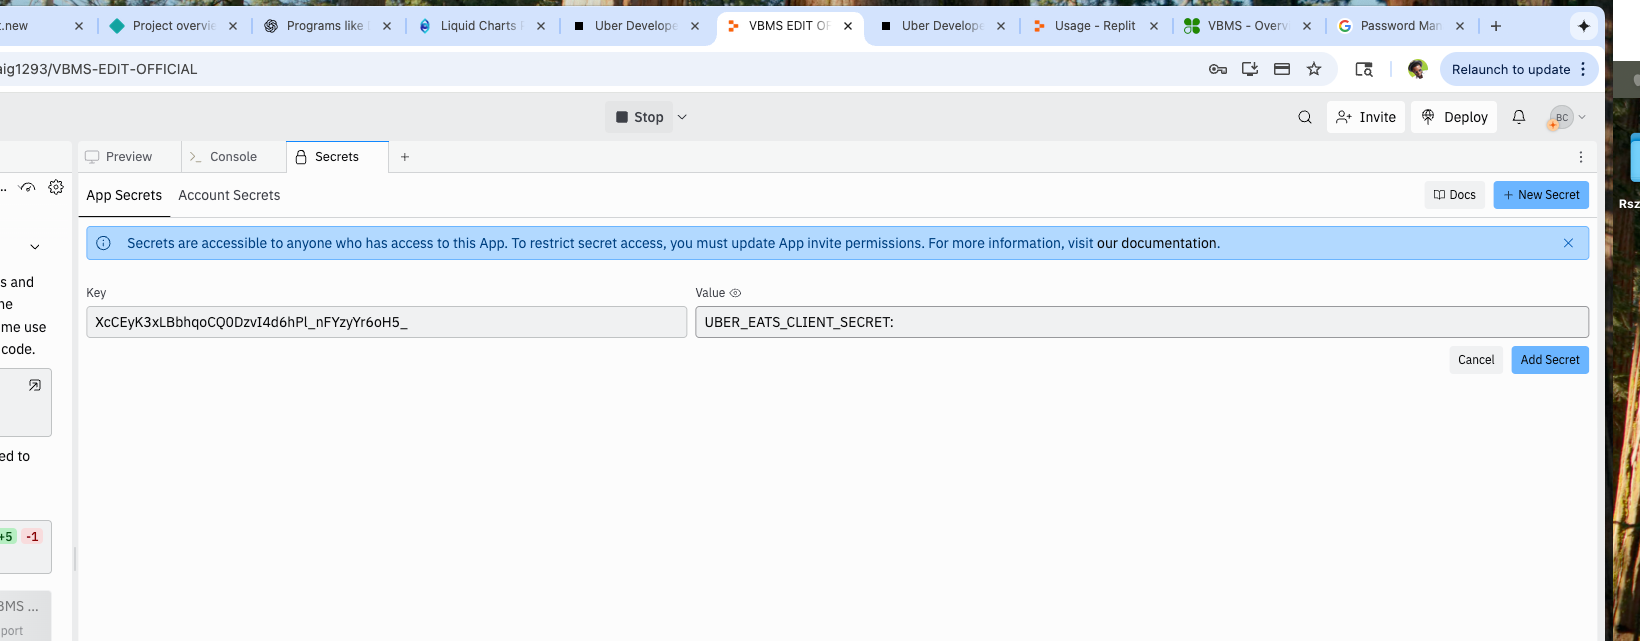 t.new
Project overvie
Programs like
Liquid Charts
Uber Develope
VBMS EDIT OF
Uber Develope
Usage - Replit
VBMS - Overv
Password Man
aig1293/VBMS-EDIT-OFFICIAL
Relaunch to update
Stop
Invite
Deploy
BC
Preview
Console
Secrets
...
App Secrets
Account Secrets
Docs
New Secret
Rsz
Secrets are accessible to anyone who has access to this App. To restrict secret access, you must update App invite permissions. For more information, visit our documentation.
s and
ne
me use
code.
Key
Value
XcCEyK3xLBbhqoCQ0DzvI4d6hPl_nFYzyYr6oH5_
UBER_EATS_CLIENT_SECRET:
Cancel
Add Secret
ed to
+5 -1
BMS ...
port